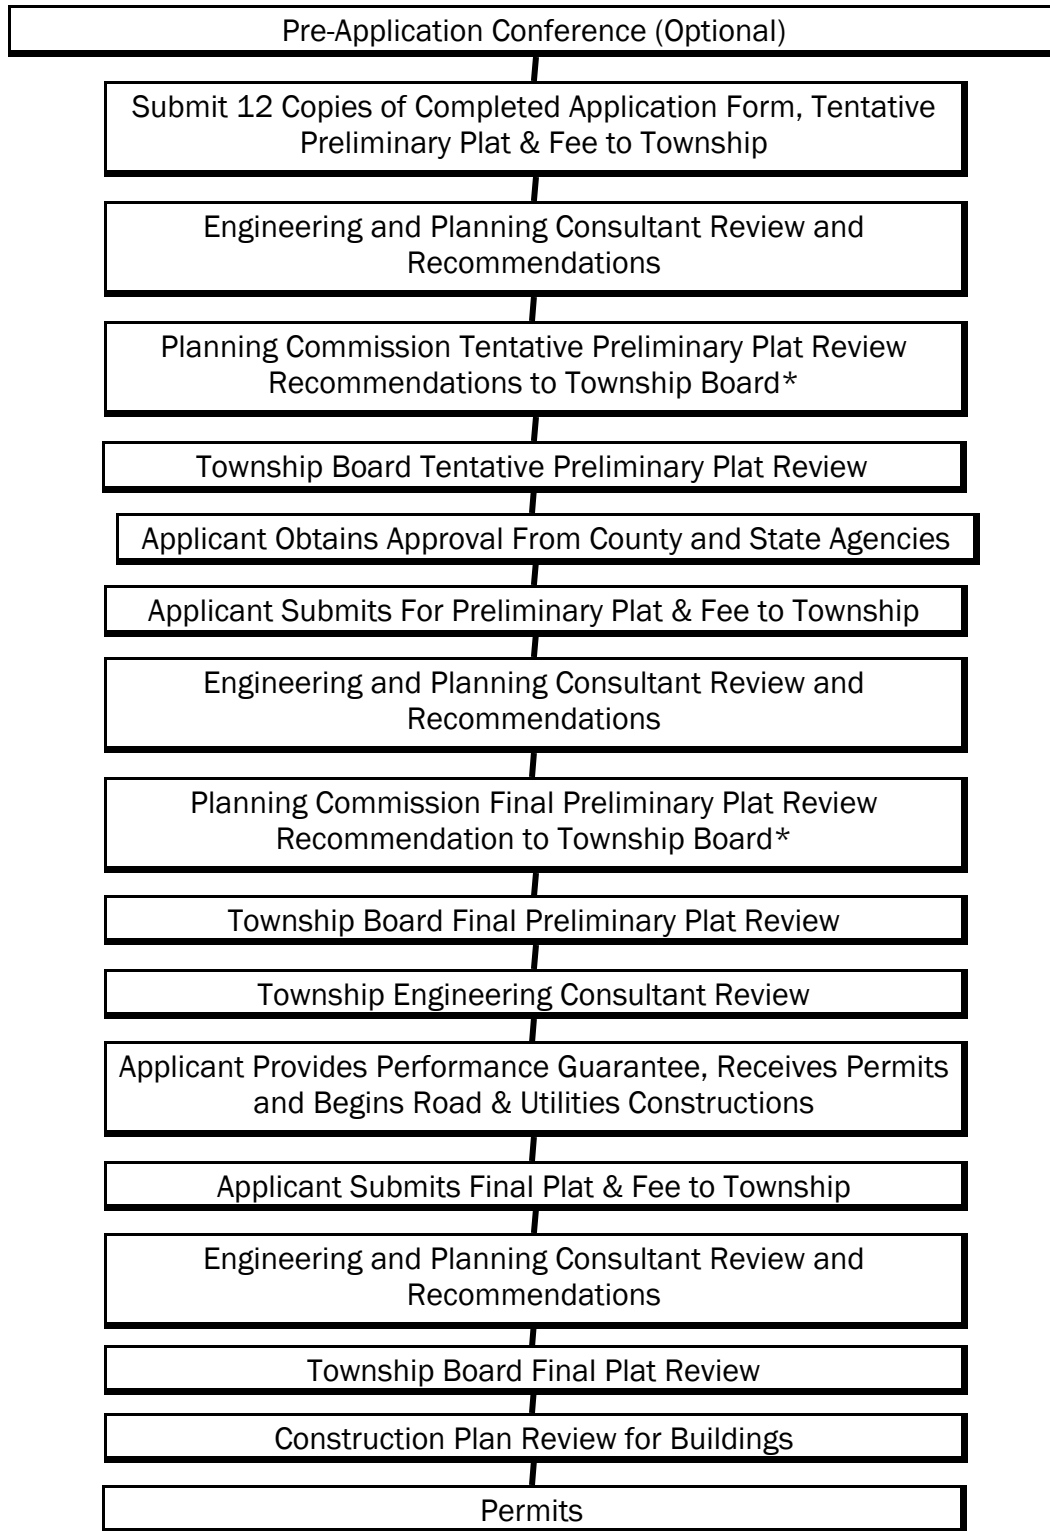 Pre-Application Conference (Optional)
Submit 12 Copies of Completed Application Form, Tentative
Preliminary Plat & Fee to Township
Engineering and Planning Consultant Review and
Recommendations
Planning Commission Tentative Preliminary Plat Review
Recommendations to Township Board*
Township Board Tentative Preliminary Plat Review
Applicant Obtains Approval From County and State Agencies
Applicant Submits For Preliminary Plat & Fee to Township
Engineering and Planning Consultant Review and
Recommendations
Planning Commission Final Preliminary Plat Review
Recommendation to Township Board*
Township Board Final Preliminary Plat Review
Township Engineering Consultant Review
Applicant Provides Performance Guarantee, Receives Permits
and Begins Road & Utilities Constructions
Applicant Submits Final Plat & Fee to Township
Engineering and Planning Consultant Review and
Recommendations
Township Board Final Plat Review
Construction Plan Review for Buildings
Permits